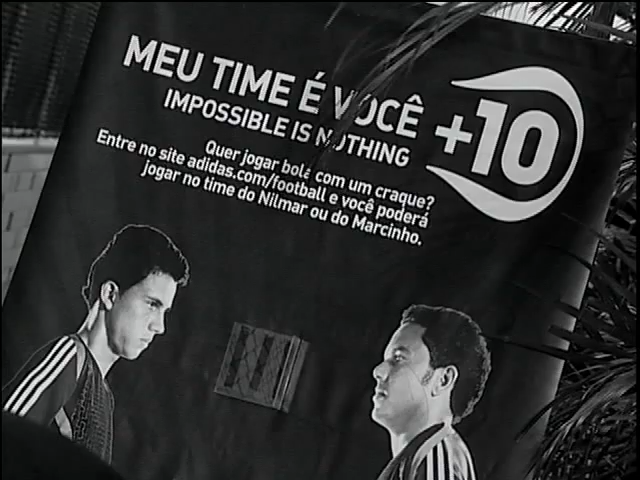 MEU TIME É VOCÊ +10
IMPOSSIBLE IS NOTHING
Quer jogar bola com um craque?
Entre no site adidas.com/football e você poderá
jogar no time do Nilmar ou do Marcinho.